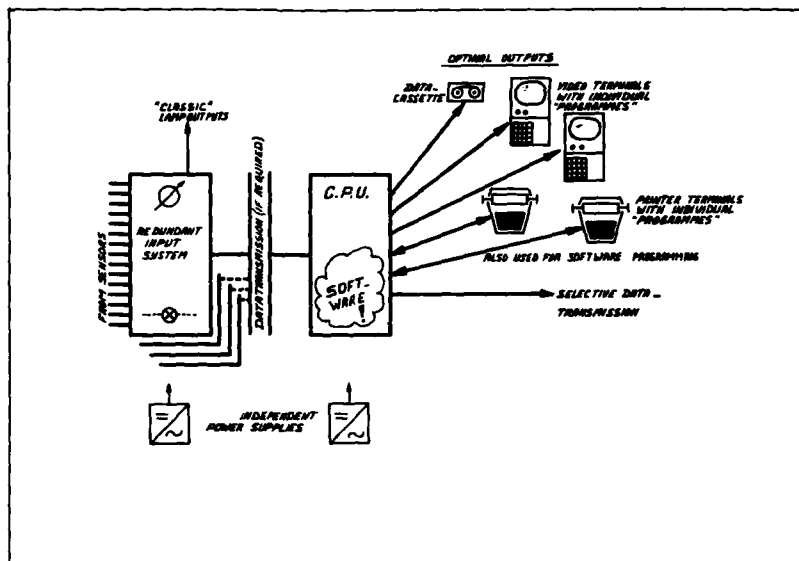 OPTIONAL OUTPUTS
DATA-
CASSETTE
VIDEO TERMINALS
WITH INDIVIDUAL
"PROGRAMMES"
"CLASSIC"
LAMPOUTPUTS
FROM SENSORS
REDUNDANT
INPUT
SYSTEM
DATATRANSMISSION (IF REQUIRED)
C.P.U.
SOFT-
WARE
!
PRINTER TERMINALS
WITH INDIVIDUAL
"PROGRAMMES"
ALSO USED FOR SOFTWARE PROGRAMMING
SELECTIVE DATA-
TRANSMISSION
=
~
INDEPENDENT
POWER SUPPLIES
=
~